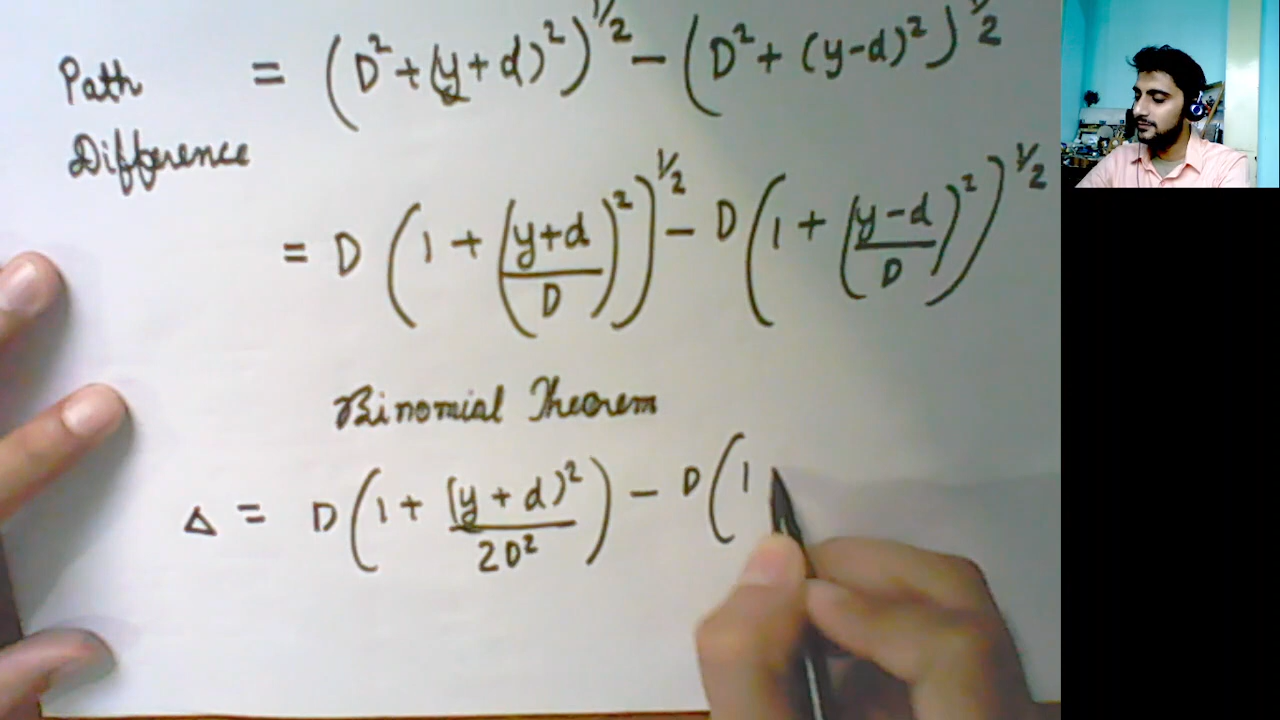 Path = (D²+(y+d)²)^1/2 − (D²+(y−d)²)^1/2
Difference
= D (1 + ((y+d)/D)²)^1/2 − D (1 + ((y−d)/D)²)^1/2
Binomial Theorem
Δ = D(1 + (y+d)²/2D²) − D(1